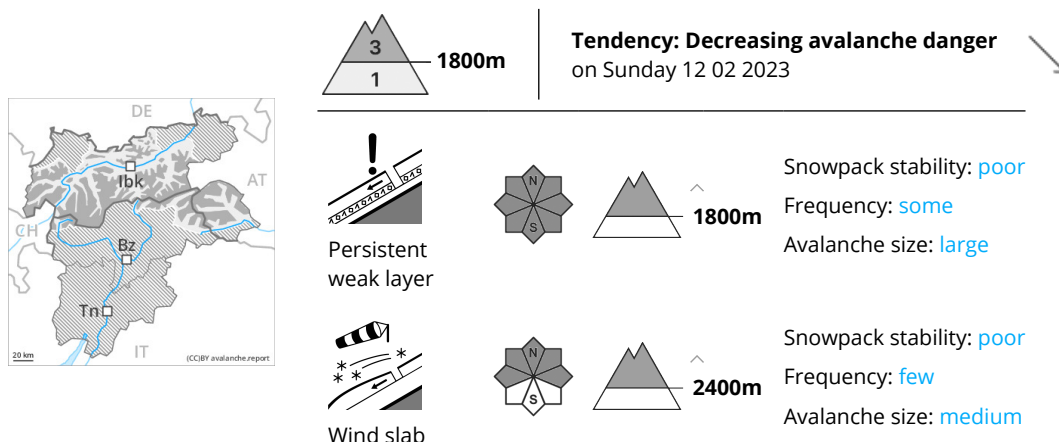 3
1
1800m
Tendency: Decreasing avalanche danger
on Sunday 12 02 2023
DE
Ibk
AT
CH
Bz
Tn
IT
20 km
(CC)BY avalanche.report
Persistent
weak layer
N
S
1800m
Snowpack stability: poor
Frequency: some
Avalanche size: large
Wind slab
N
S
2400m
Snowpack stability: poor
Frequency: few
Avalanche size: medium